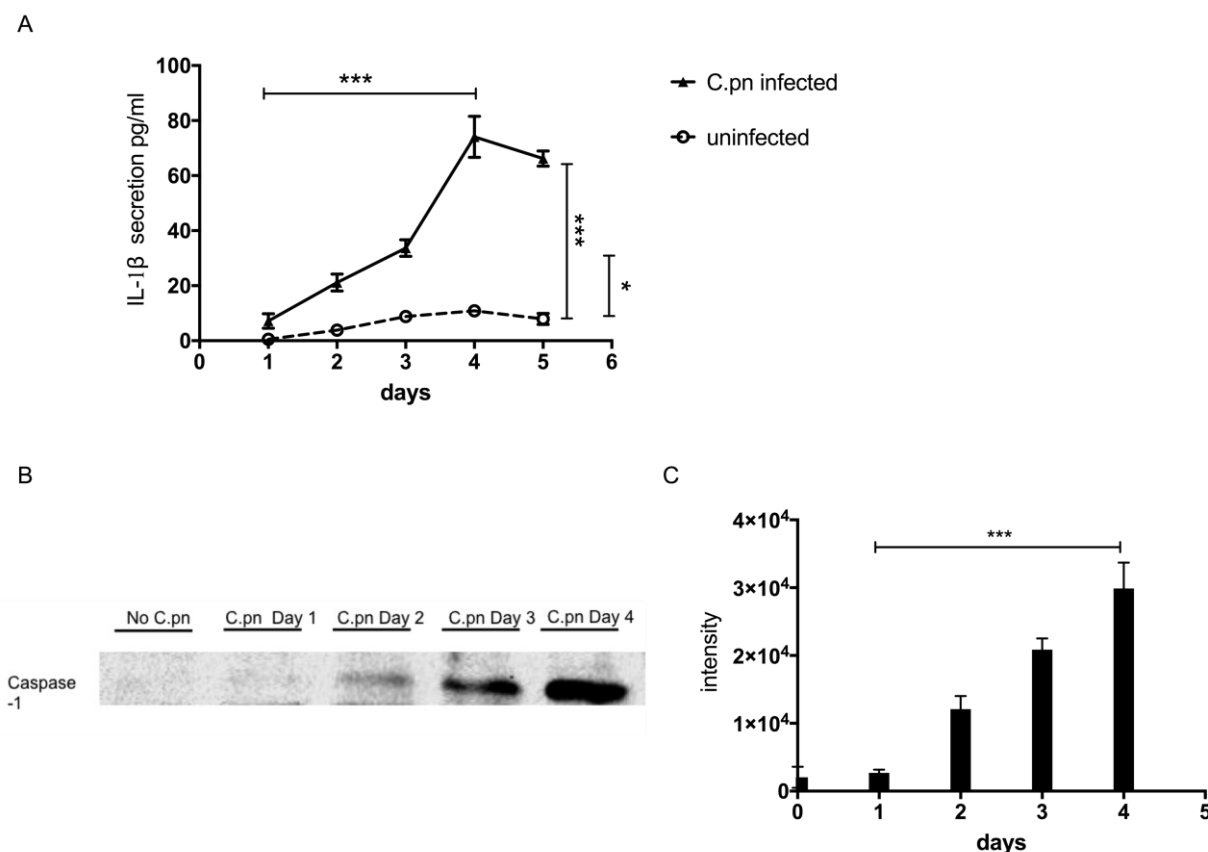 A
100
80
60
40
20
0
IL-1β secretion pg/ml
***
***
*
0 1 2 3 4 5 6
days
C.pn infected
uninfected
B
No C.pn C.pn Day 1 C.pn Day 2 C.pn Day 3 C.pn Day 4
Caspase
-1
C
4×10⁴
3×10⁴
2×10⁴
1×10⁴
0
intensity
***
0 1 2 3 4 5
days